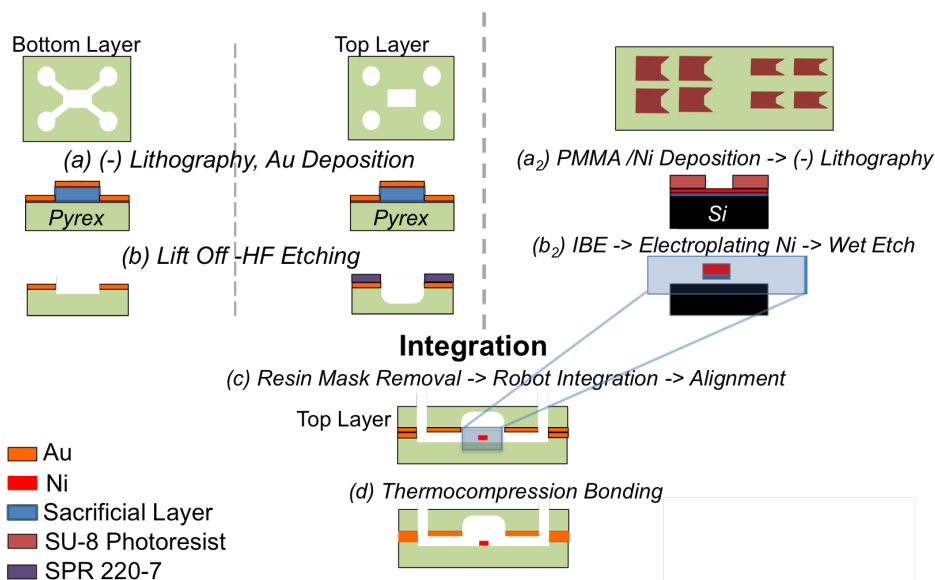 Bottom Layer
Top Layer
(a) (-) Lithography, Au Deposition
(a2) PMMA /Ni Deposition -> (-) Lithography
Pyrex
Pyrex
Si
(b) Lift Off -HF Etching
(b2) IBE -> Electroplating Ni -> Wet Etch
Integration
(c) Resin Mask Removal -> Robot Integration -> Alignment
Top Layer
Au
Ni
Sacrificial Layer
SU-8 Photoresist
SPR 220-7
(d) Thermocompression Bonding